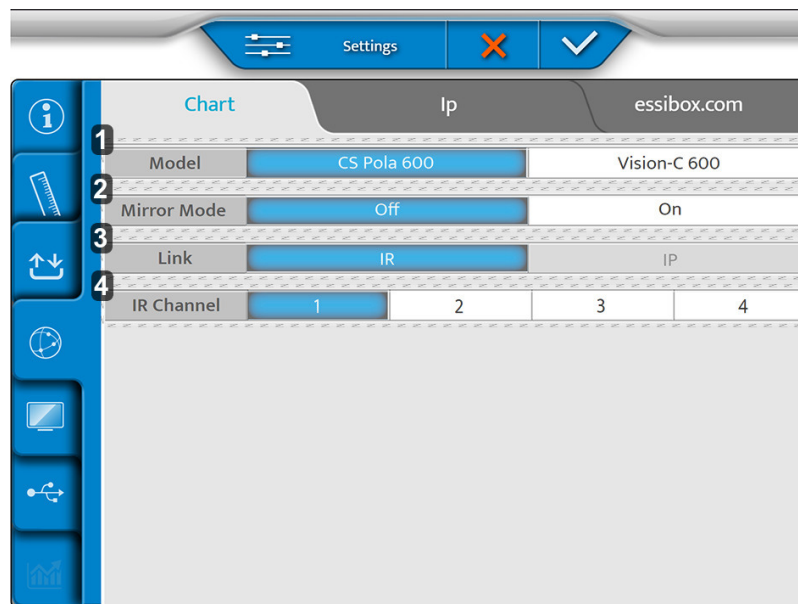 Settings
Chart Ip essibox.com
1
Model CS Pola 600 Vision-C 600
2
Mirror Mode Off On
3
Link IR IP
4
IR Channel 1 2 3 4